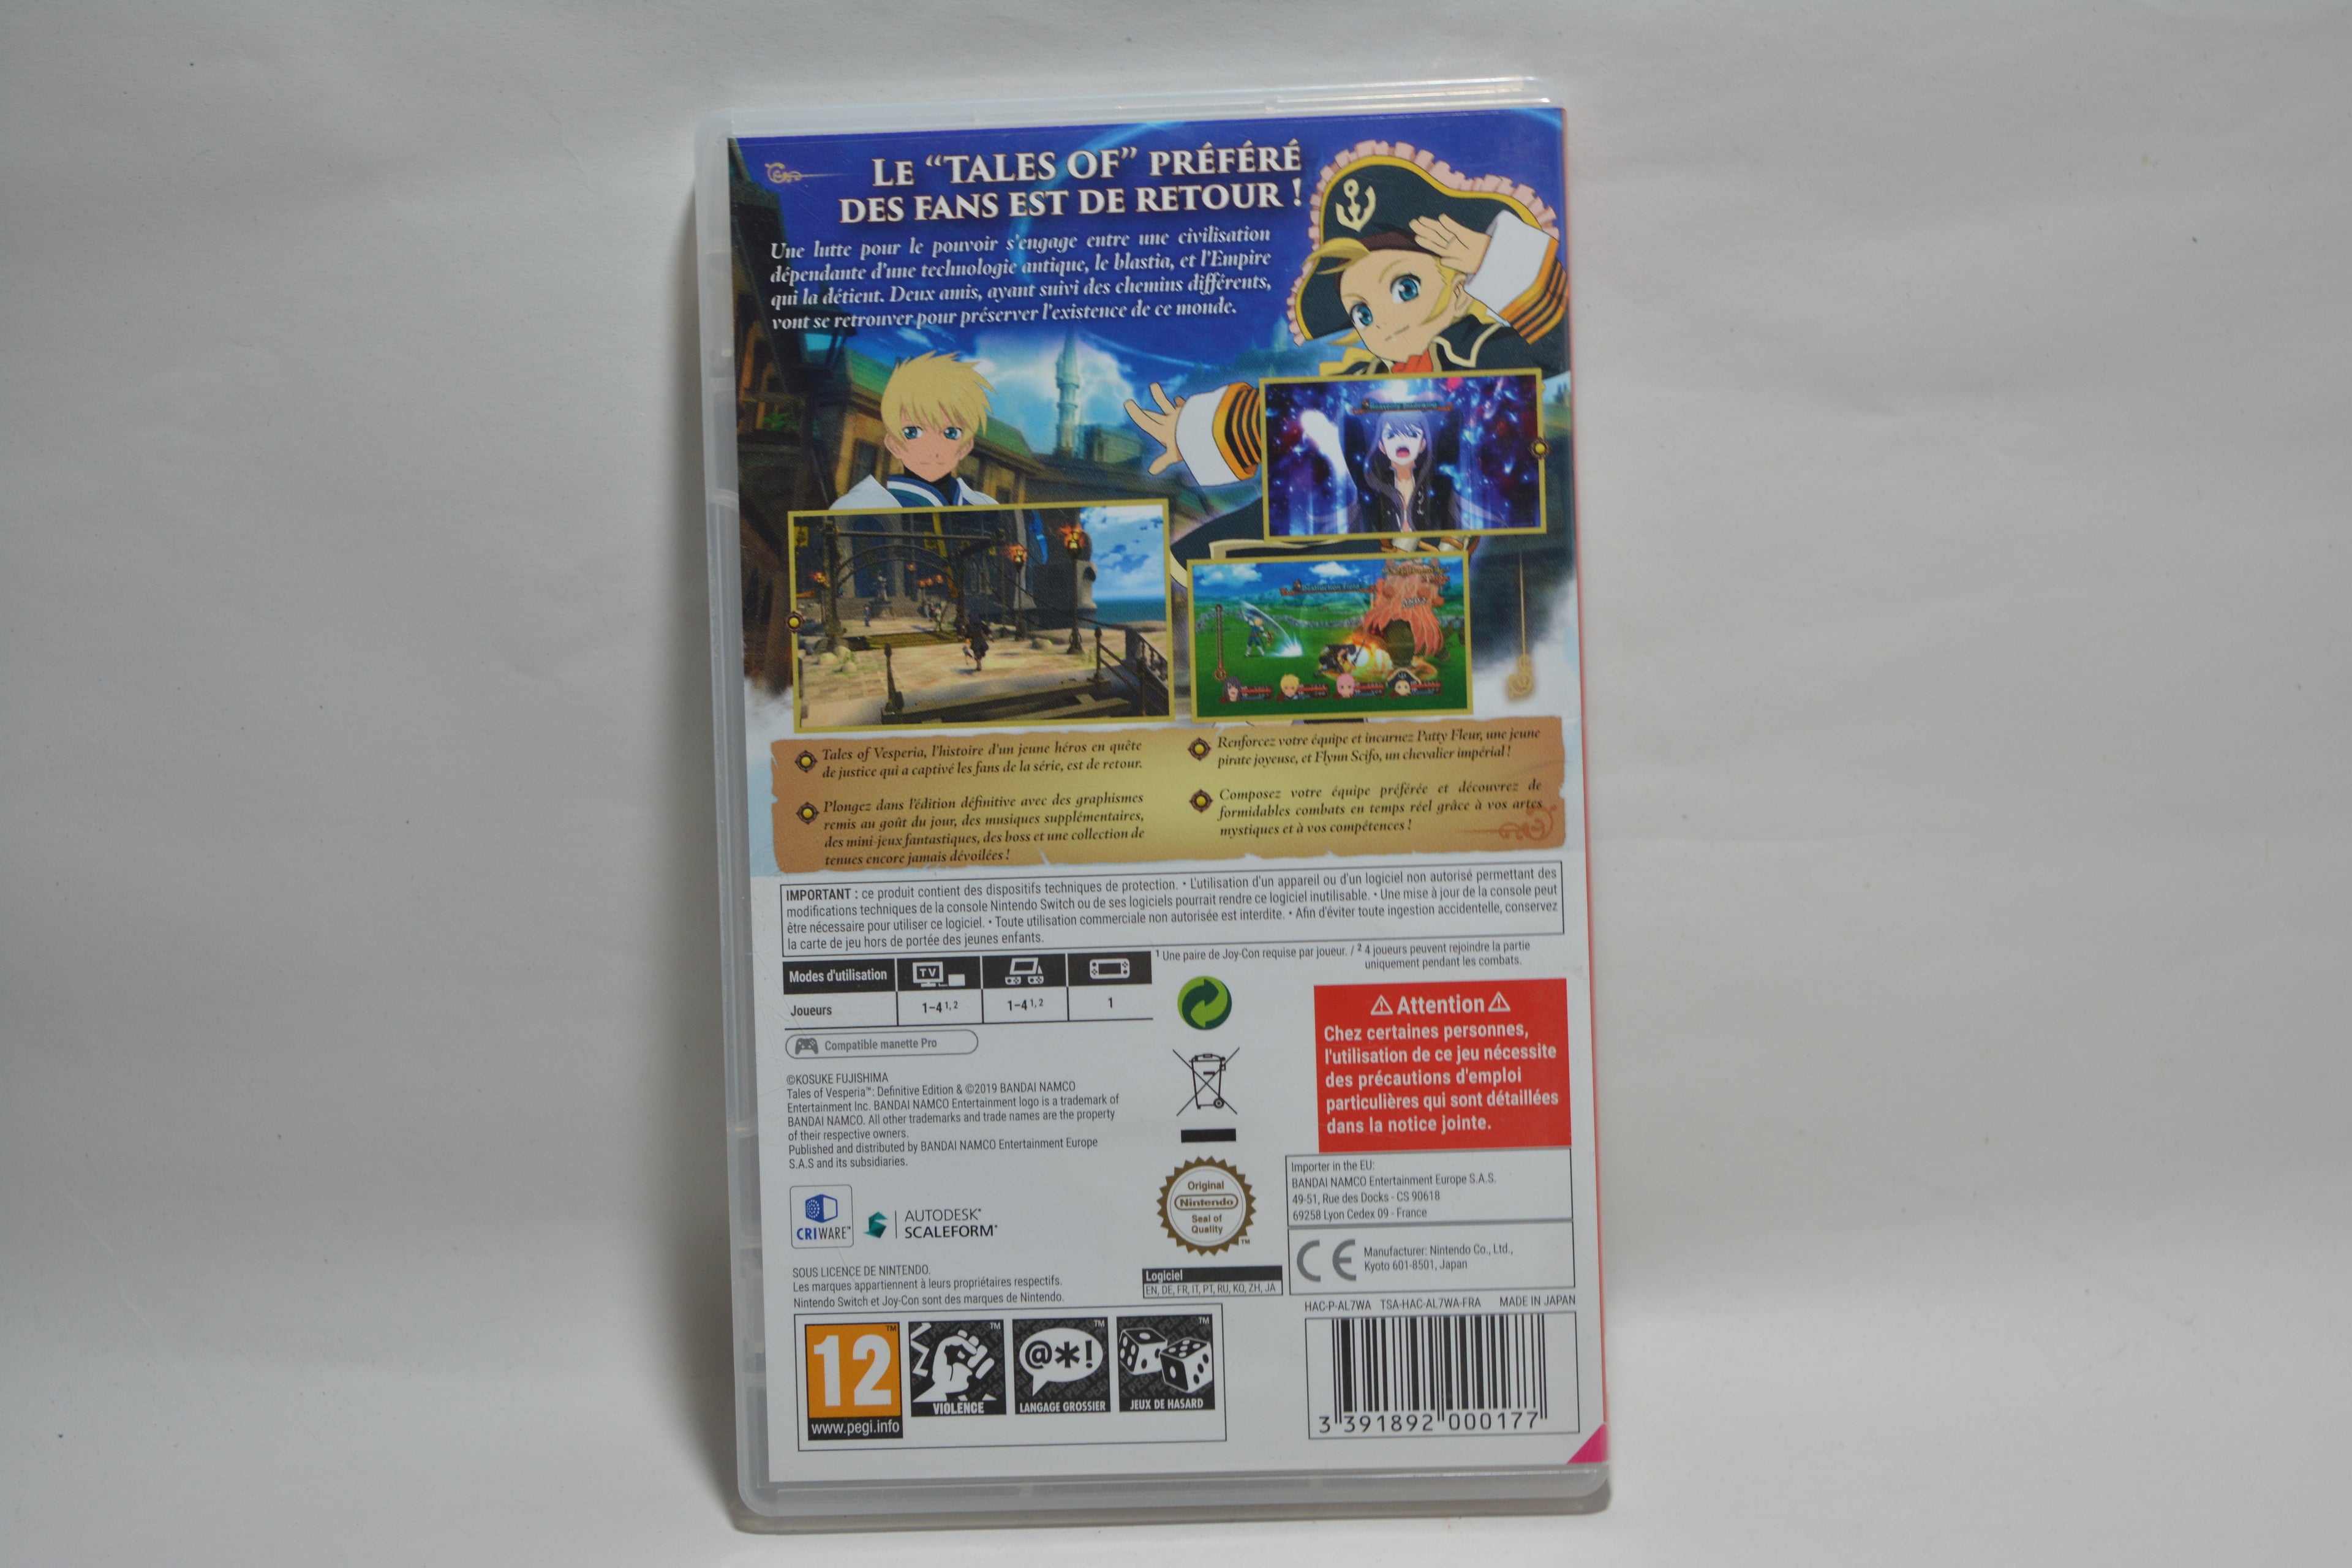 LE “TALES OF” PRÉFÉRÉ
DES FANS EST DE RETOUR !
Une lutte pour le pouvoir s'engage entre une civilisation
dépendante d'une technologie antique, le blastia, et l'Empire
qui la détient. Deux amis, ayant suivi des chemins différents,
vont se retrouver pour préserver l'existence de ce monde.
Tales of Vesperia, l'histoire d'un jeune héros en quête
de justice qui a captivé les fans de la série, est de retour.
Plongez dans l'édition définitive avec des graphismes
remis au goût du jour, des musiques supplémentaires,
des mini-jeux fantastiques, des boss et une collection de
tenues encore jamais dévoilées !
Renforcez votre équipe et incarnez Patty Fleur, une jeune
pirate joyeuse, et Flynn Scifo, un chevalier impérial !
Composez votre équipe préférée et découvrez de
formidables combats en temps réel grâce à vos artes
mystiques et à vos compétences !
IMPORTANT : ce produit contient des dispositifs techniques de protection. • L'utilisation d'un appareil ou d'un logiciel non autorisé permettant des
modifications techniques de la console Nintendo Switch ou de ses logiciels pourrait rendre ce logiciel inutilisable. • Une mise à jour de la console peut
être nécessaire pour utiliser ce logiciel. • Toute utilisation commerciale non autorisée est interdite. • Afin d'éviter toute ingestion accidentelle, conservez
la carte de jeu hors de portée des jeunes enfants.
Modes d'utilisation TV
Joueurs 1–4 1, 2 1–4 1, 2 1
1 Une paire de Joy-Con requise par joueur. / 2 4 joueurs peuvent rejoindre la partie
uniquement pendant les combats.
Compatible manette Pro
©KOSUKE FUJISHIMA
Tales of Vesperia™: Definitive Edition & ©2019 BANDAI NAMCO
Entertainment Inc. BANDAI NAMCO Entertainment logo is a trademark of
BANDAI NAMCO. All other trademarks and trade names are the property
of their respective owners.
Published and distributed by BANDAI NAMCO Entertainment Europe
S.A.S and its subsidiaries.
⚠ Attention ⚠
Chez certaines personnes,
l'utilisation de ce jeu nécessite
des précautions d'emploi
particulières qui sont détaillées
dans la notice jointe.
Importer in the EU:
BANDAI NAMCO Entertainment Europe S.A.S.
49-51, Rue des Docks - CS 90618
69258 Lyon Cedex 09 - France
CRIWARE™
AUTODESK®
SCALEFORM®
Original
Nintendo
Seal of
Quality
TM
CE
Manufacturer: Nintendo Co., Ltd.,
Kyoto 601-8501, Japan
SOUS LICENCE DE NINTENDO.
Les marques appartiennent à leurs propriétaires respectifs.
Nintendo Switch et Joy-Con sont des marques de Nintendo.
Logiciel
EN, DE, FR, IT, PT, RU, KO, ZH, JA
HAC-P-AL7WA TSA-HAC-AL7WA-FRA MADE IN JAPAN
12™
www.pegi.info
VIOLENCE
@*!
LANGAGE GROSSIER
JEUX DE HASARD
3 391892 000177